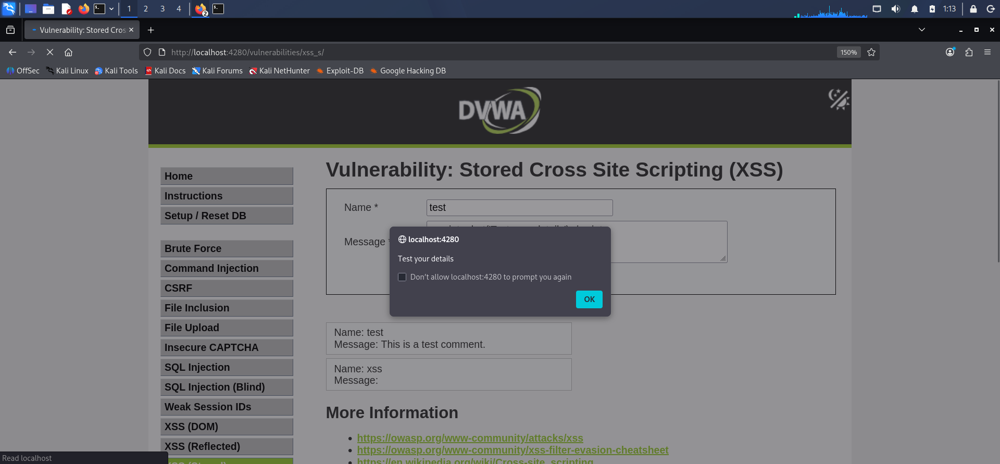 1 2 3 4 2 1:13
Vulnerability: Stored Cros
http://localhost:4280/vulnerabilities/xss_s/ 150%
OffSec Kali Linux Kali Tools Kali Docs Kali Forums Kali NetHunter Exploit-DB Google Hacking DB
DVWA
Home
Instructions
Setup / Reset DB
Brute Force
Command Injection
CSRF
File Inclusion
File Upload
Insecure CAPTCHA
SQL Injection
SQL Injection (Blind)
Weak Session IDs
XSS (DOM)
XSS (Reflected)
Vulnerability: Stored Cross Site Scripting (XSS)
Name * test
Message
localhost:4280
Test your details
Don't allow localhost:4280 to prompt you again
OK
Name: test
Message: This is a test comment.
Name: xss
Message:
More Information
https://owasp.org/www-community/attacks/xss
https://owasp.org/www-community/xss-filter-evasion-cheatsheet
https://en.wikipedia.org/wiki/Cross-site_scripting
Read localhost